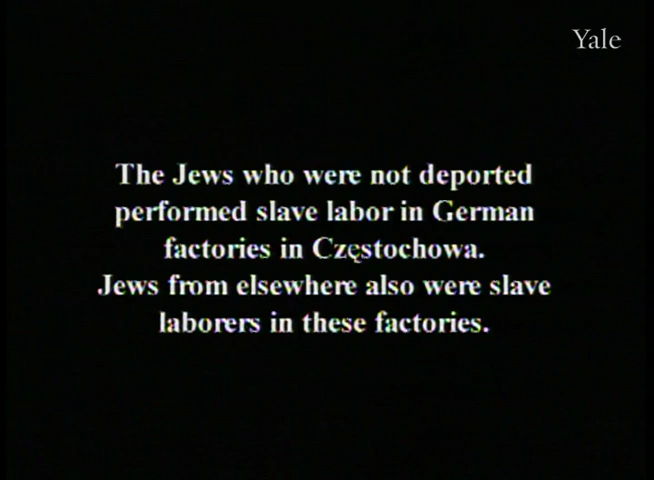 Yale
The Jews who were not deported
performed slave labor in German
factories in Częstochowa.
Jews from elsewhere also were slave
laborers in these factories.